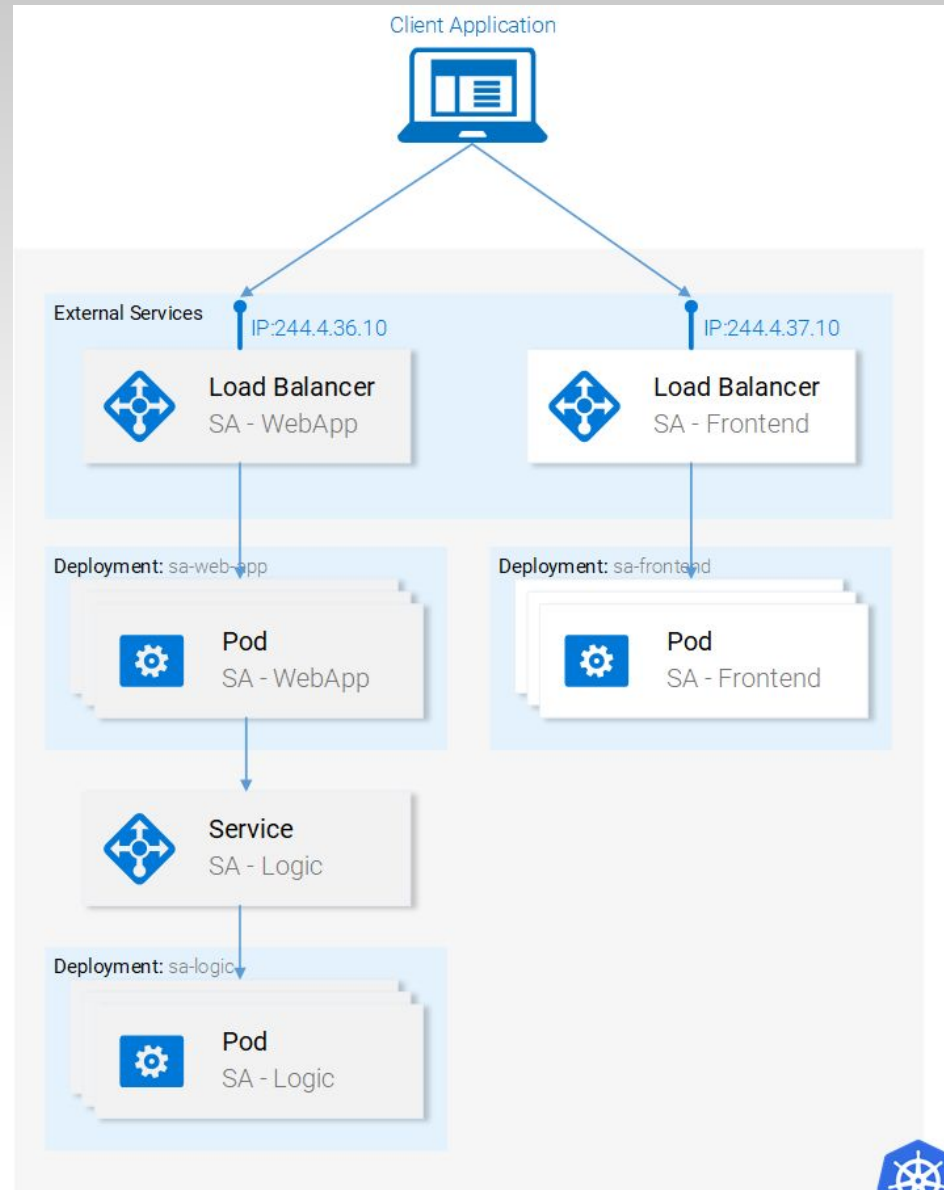 Client Application
External Services
IP:244.4.36.10
IP:244.4.37.10
Load Balancer
SA - WebApp
Load Balancer
SA - Frontend
Deployment: sa-web-app
Deployment: sa-frontend
Pod
SA - WebApp
Pod
SA - Frontend
Service
SA - Logic
Deployment: sa-logic
Pod
SA - Logic